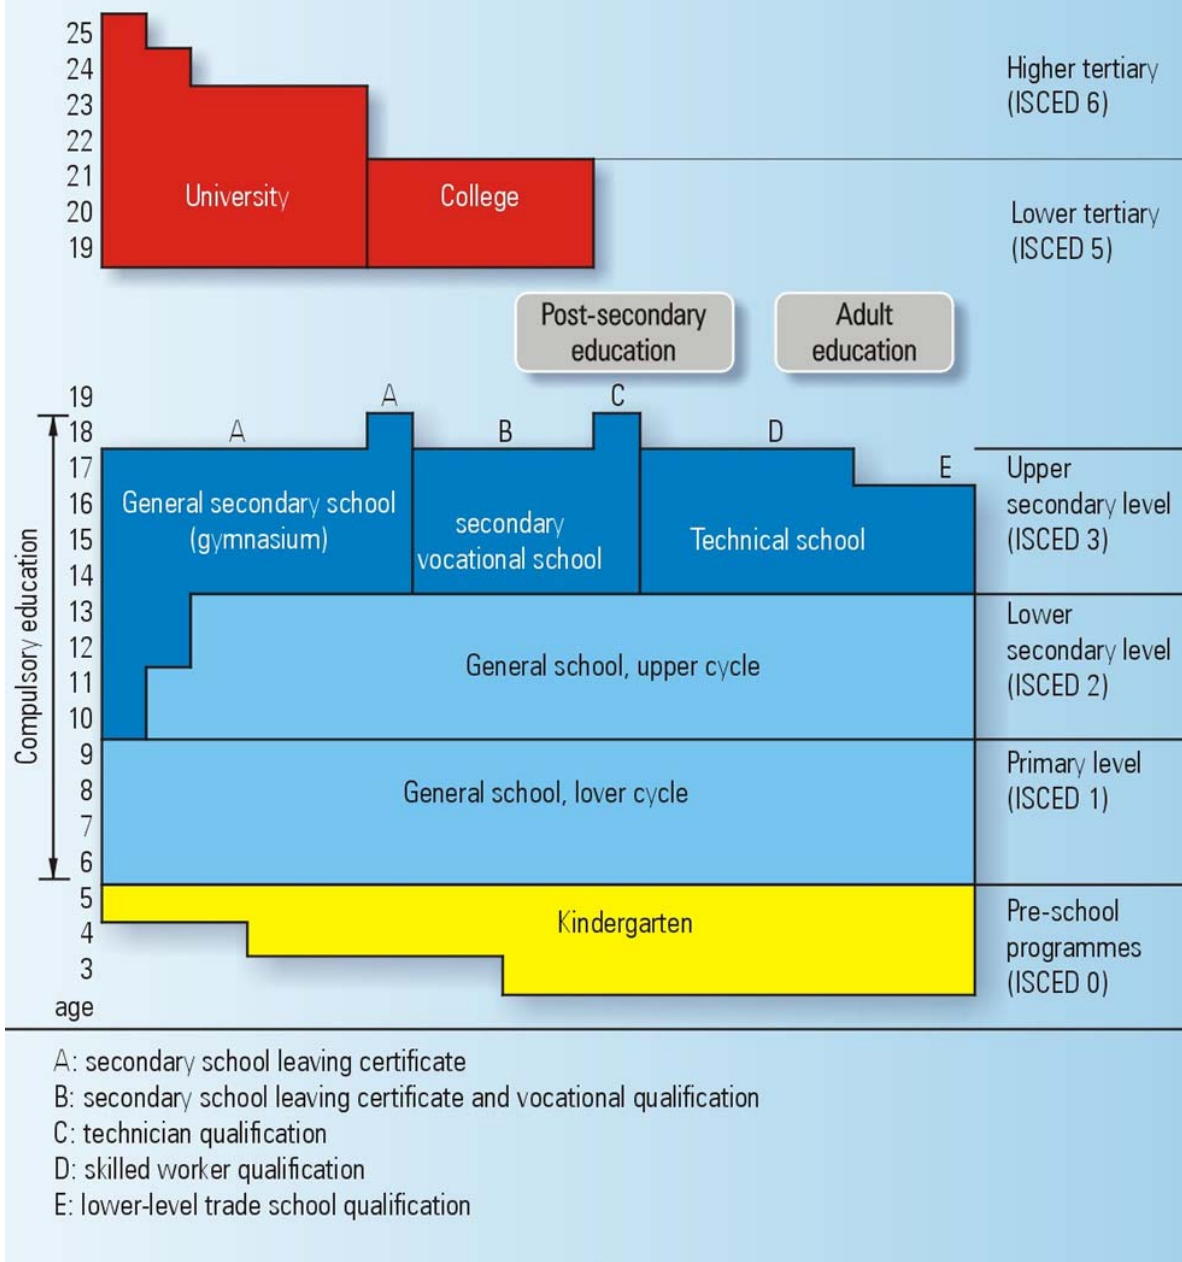 25
24
23
22
21
20
19
University
College
Higher tertiary
(ISCED 6)
Lower tertiary
(ISCED 5)
Post-secondary
education
Adult
education
Compulsory education
19
18
17
16
15
14
13
12
11
10
9
8
7
6
5
4
3
age
A
A
B
C
D
E
General secondary school
(gymnasium)
secondary
vocational school
Technical school
Upper
secondary level
(ISCED 3)
General school, upper cycle
Lower
secondary level
(ISCED 2)
General school, lover cycle
Primary level
(ISCED 1)
Kindergarten
Pre-school
programmes
(ISCED 0)
A: secondary school leaving certificate
B: secondary school leaving certificate and vocational qualification
C: technician qualification
D: skilled worker qualification
E: lower-level trade school qualification